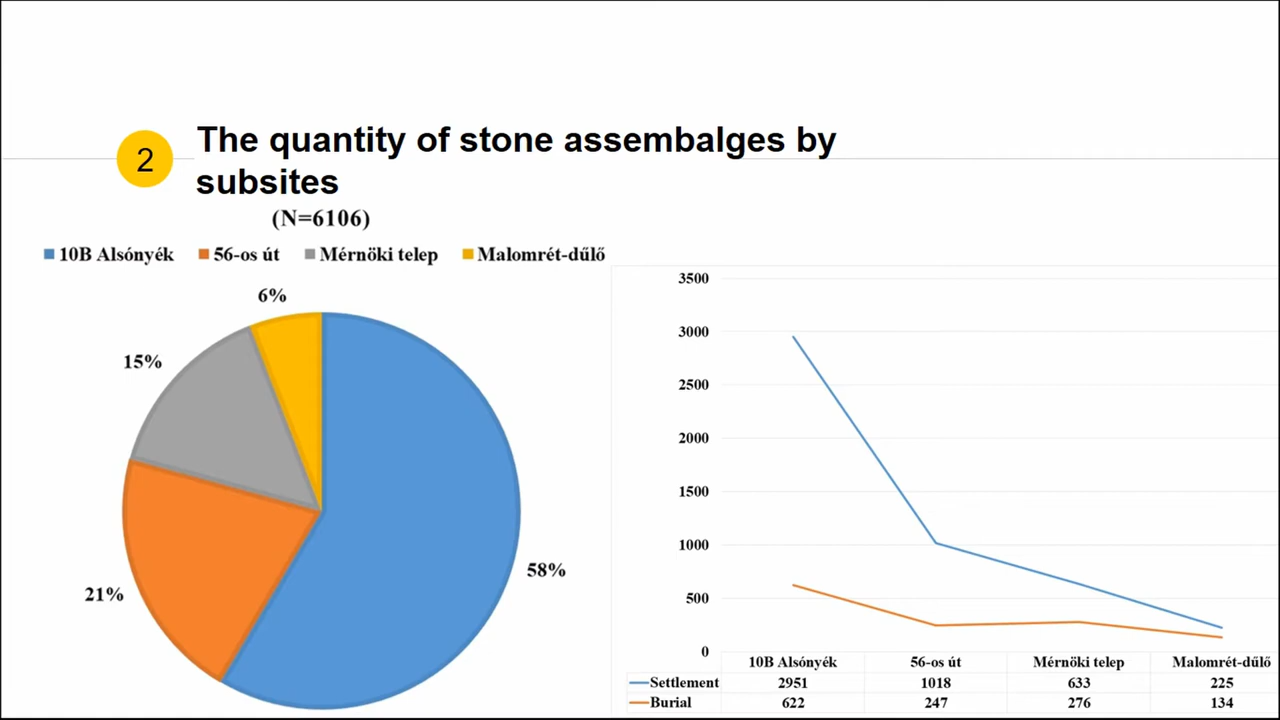 2
The quantity of stone assembalges by
subsites
(N=6106)
10B Alsónyék 56-os út Mérnöki telep Malomrét-dűlő
6%
15%
21%
58%
3500
3000
2500
2000
1500
1000
500
0
10B Alsónyék 56-os út Mérnöki telep Malomrét-dűlő
Settlement 2951 1018 633 225
Burial 622 247 276 134